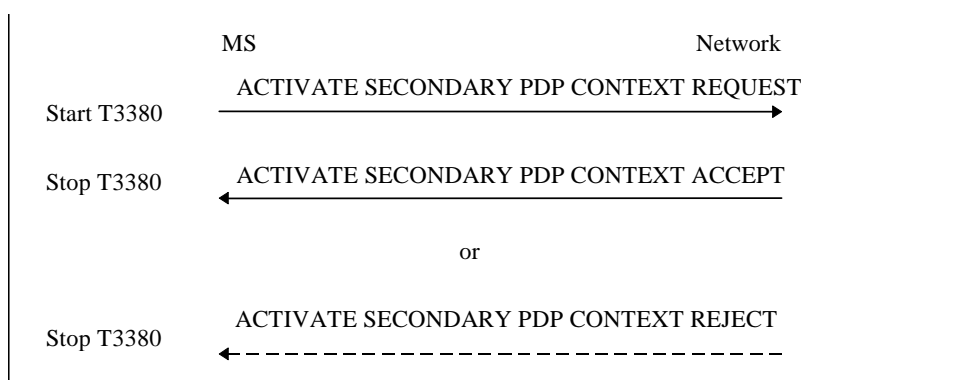 MS Network
ACTIVATE SECONDARY PDP CONTEXT REQUEST
Start T3380
ACTIVATE SECONDARY PDP CONTEXT ACCEPT
Stop T3380
or
ACTIVATE SECONDARY PDP CONTEXT REJECT
Stop T3380